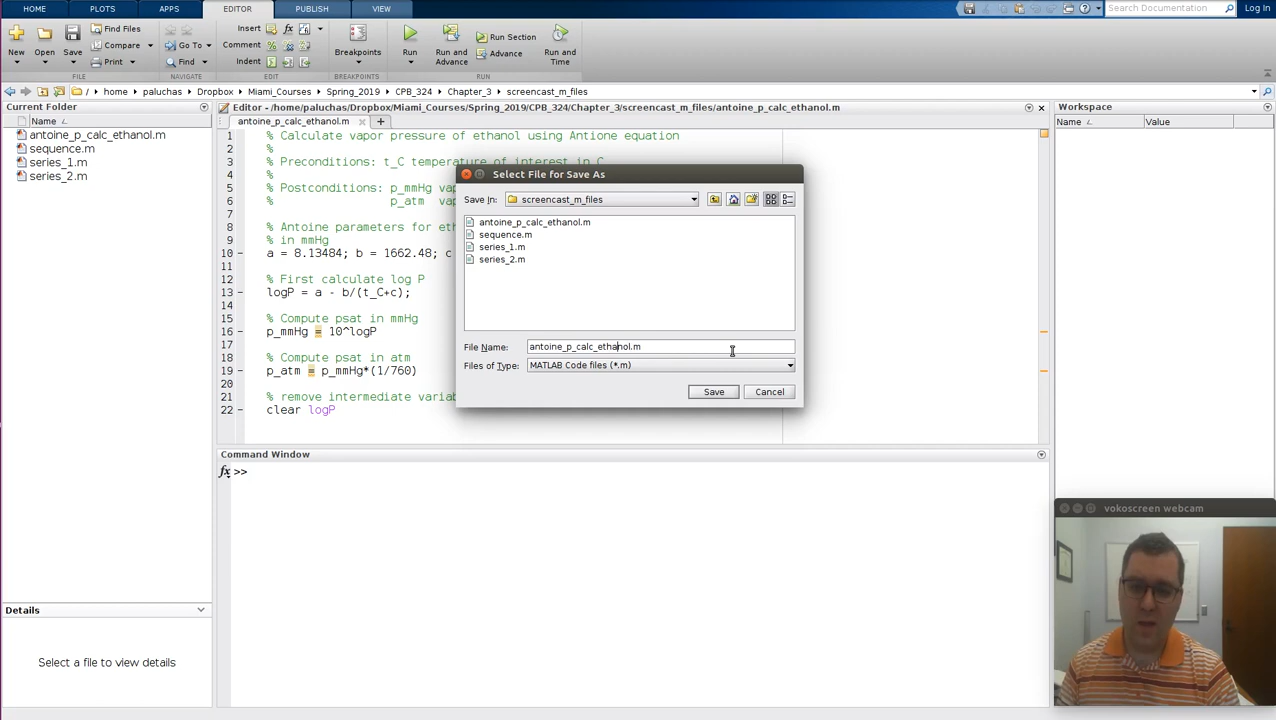 HOME
PLOTS
APPS
EDITOR
PUBLISH
VIEW
Search Documentation
Log In
New
Open
Save
Find Files
Compare
Print
Go To
Find
Insert
Comment
Indent
fx
Breakpoints
Run
Run and Advance
Run Section
Advance
Run and Time
FILE
NAVIGATE
EDIT
BREAKPOINTS
RUN
/ home paluchas Dropbox Miami_Courses Spring_2019 CPB_324 Chapter_3 screencast_m_files
Current Folder
Name
antoine_p_calc_ethanol.m
sequence.m
series_1.m
series_2.m
Details
Select a file to view details
Editor - /home/paluchas/Dropbox/Miami_Courses/Spring_2019/CPB_324/Chapter_3/screencast_m_files/antoine_p_calc_ethanol.m
antoine_p_calc_ethanol.m
1 % Calculate vapor pressure of ethanol using Antione equation
2 %
3 % Preconditions: t_C temperature of interest in C
4 %
5 % Postconditions: p_mmHg vap
6 % p_atm vap
7
8 % Antoine parameters for eth
9 % in mmHg
10 a = 8.13484; b = 1662.48; c
11
12 % First calculate log P
13 logP = a - b/(t_C+c);
14
15 % Compute psat in mmHg
16 p_mmHg = 10^logP
17
18 % Compute psat in atm
19 p_atm = p_mmHg*(1/760)
20
21 % remove intermediate variab
22 clear logP
Select File for Save As
Save In: screencast_m_files
antoine_p_calc_ethanol.m
sequence.m
series_1.m
series_2.m
File Name: antoine_p_calc_ethanol.m
Files of Type: MATLAB Code files (*.m)
Save
Cancel
Command Window
fx >>
Workspace
Name
Value
vokoscreen webcam